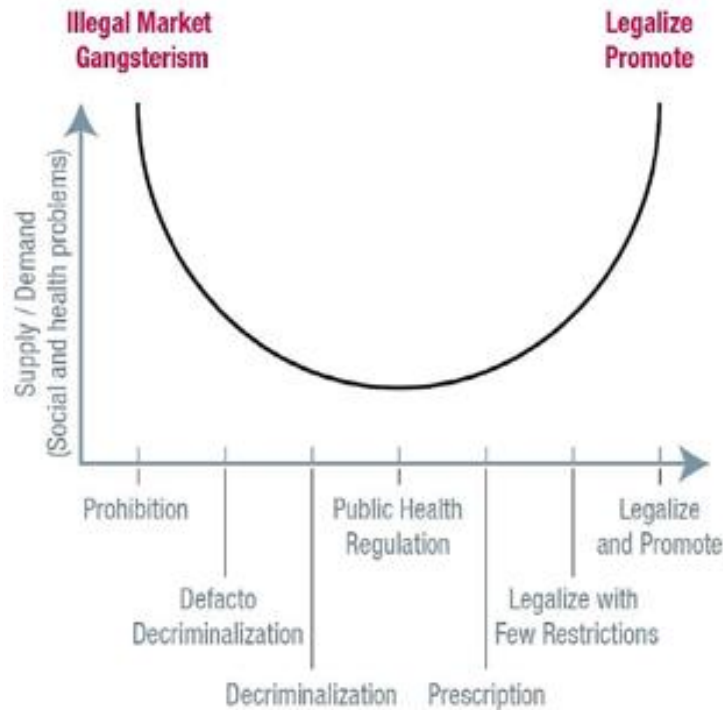 Illegal Market
Gangsterism
Legalize
Promote
Supply / Demand
(Social and health problems)
Prohibition
Public Health
Regulation
Legalize
and Promote
Defacto
Decriminalization
Legalize with
Few Restrictions
Decriminalization
Prescription